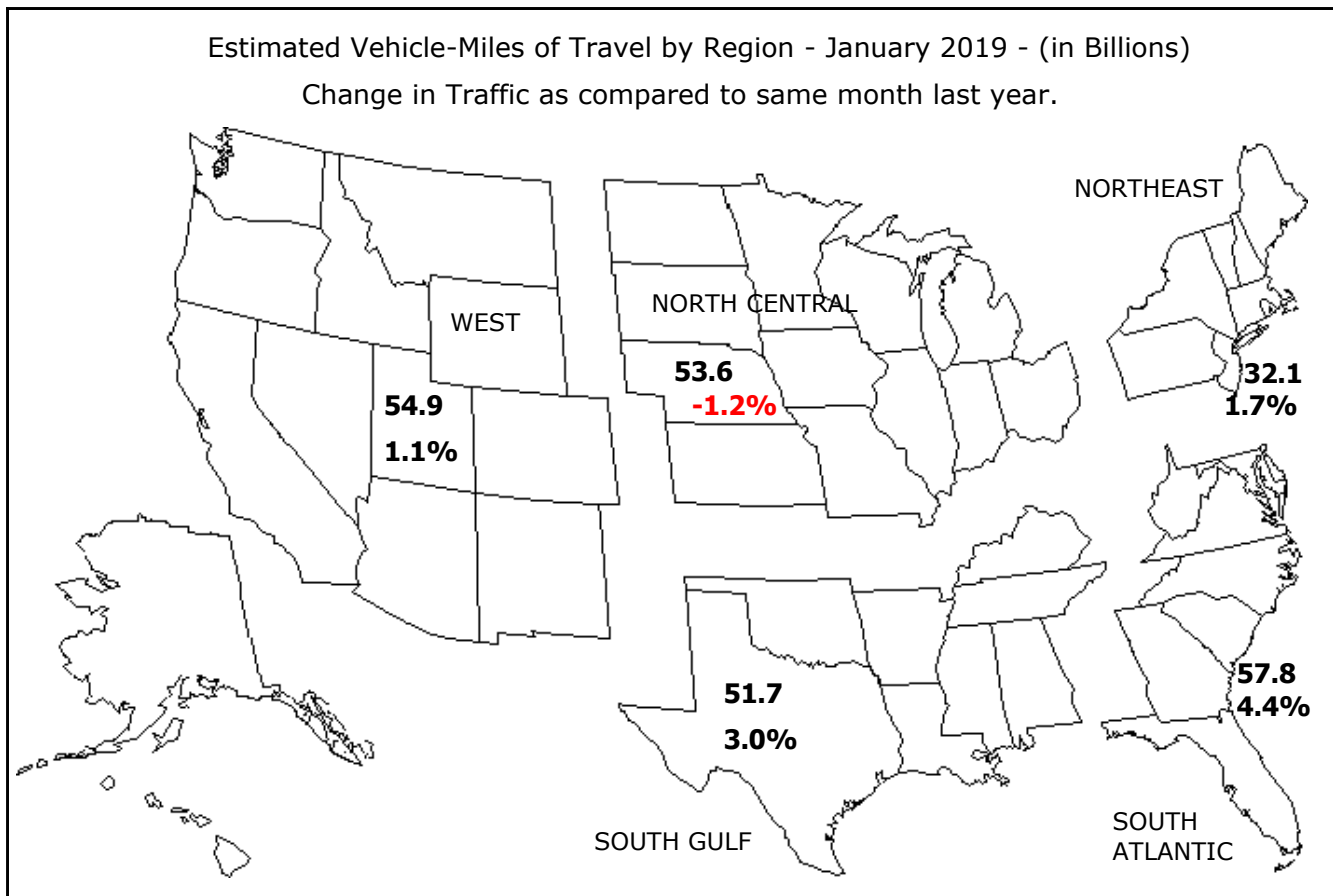 Estimated Vehicle-Miles of Travel by Region - January 2019 - (in Billions)
Change in Traffic as compared to same month last year.
NORTHEAST
32.1
1.7%
WEST
54.9
1.1%
NORTH CENTRAL
53.6
-1.2%
51.7
3.0%
SOUTH GULF
57.8
4.4%
SOUTH
ATLANTIC